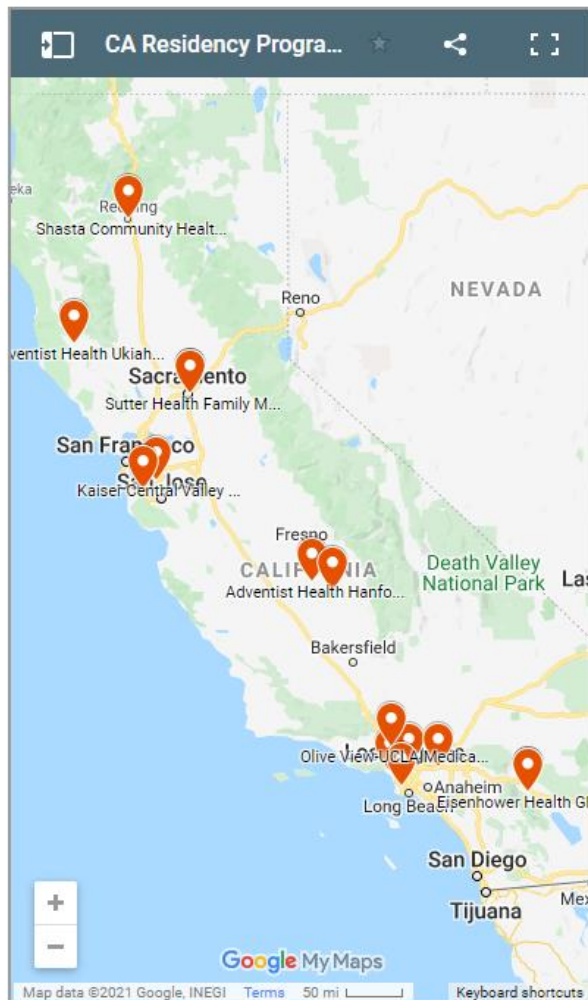 CA Residency Progra...
eka
Redding
Shasta Community Healt...
Reno
NEVADA
ventist Health Ukiah...
Sacramento
Sutter Health Family M...
San Francisco
San Jose
Kaiser Central Valley ...
Fresno
CALIFORNIA
Death Valley
National Park
Las
Adventist Health Hanfo...
Bakersfield
Los Angeles
Olive View-UCLA Medica...
Anaheim
Long Beach
Eisenhower Health G
San Diego
Tijuana
Mex
+
−
Google My Maps
Map data ©2021 Google, INEGI Terms 50 mi Keyboard shortcuts